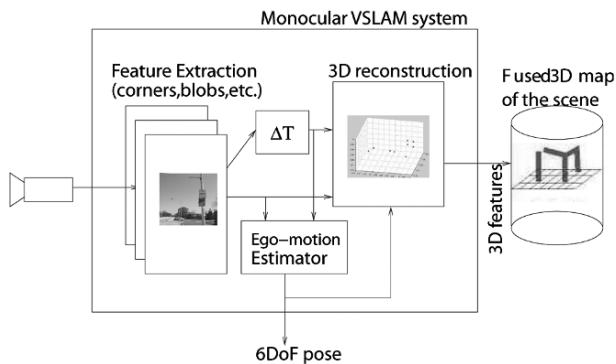 Monocular VSLAM system
Feature Extraction
(corners,blobs,etc.)
ΔT
3D reconstruction
Fused3D map
of the scene
3D features
Ego-motion
Estimator
6DoF pose